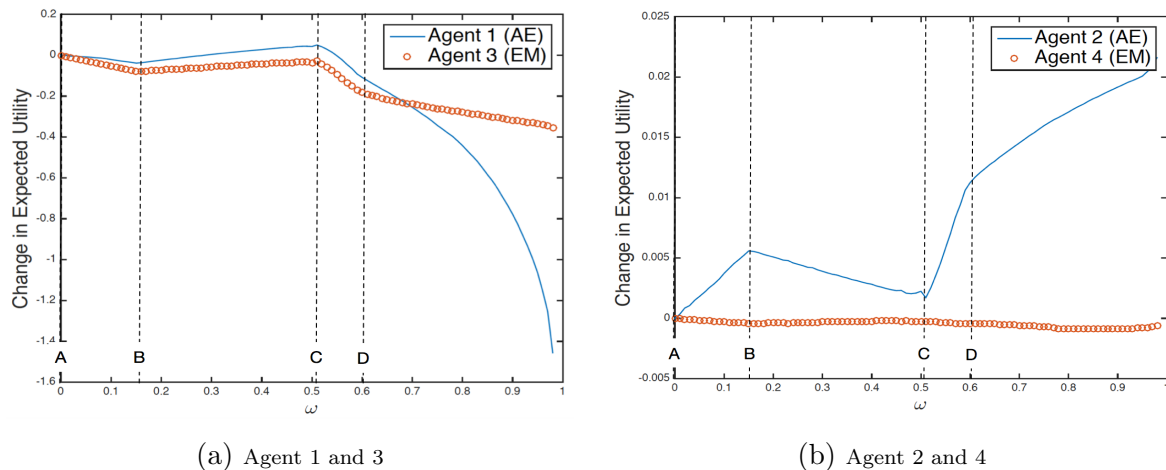 0.2
0
-0.2
-0.4
-0.6
-0.8
-1
-1.2
-1.4
-1.6
Change in Expected Utility
Agent 1 (AE)
Agent 3 (EM)
A B C D
0 0.1 0.2 0.3 0.4 0.5 0.6 0.7 0.8 0.9 1
ω
(a) Agent 1 and 3
0.025
0.02
0.015
0.01
0.005
0
-0.005
Change in Expected Utility
Agent 2 (AE)
Agent 4 (EM)
A B C D
0 0.1 0.2 0.3 0.4 0.5 0.6 0.7 0.8 0.9 1
ω
(b) Agent 2 and 4